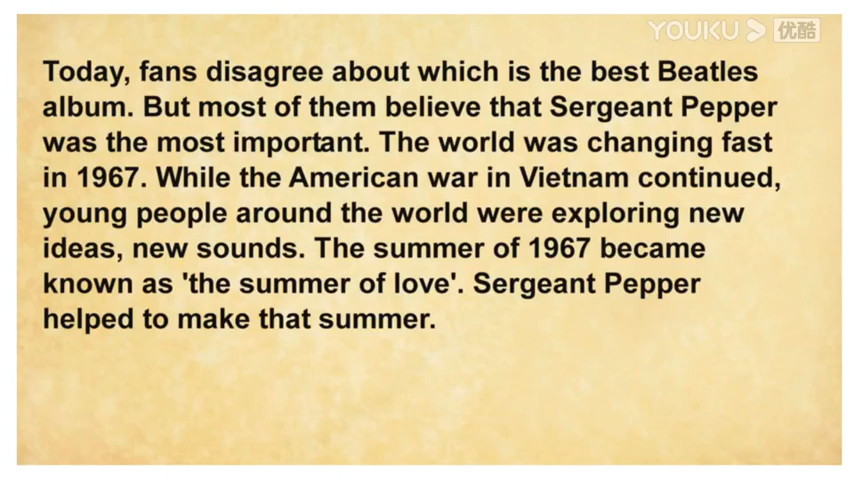 YOUKU 优酷
Today, fans disagree about which is the best Beatles
album. But most of them believe that Sergeant Pepper
was the most important. The world was changing fast
in 1967. While the American war in Vietnam continued,
young people around the world were exploring new
ideas, new sounds. The summer of 1967 became
known as 'the summer of love'. Sergeant Pepper
helped to make that summer.